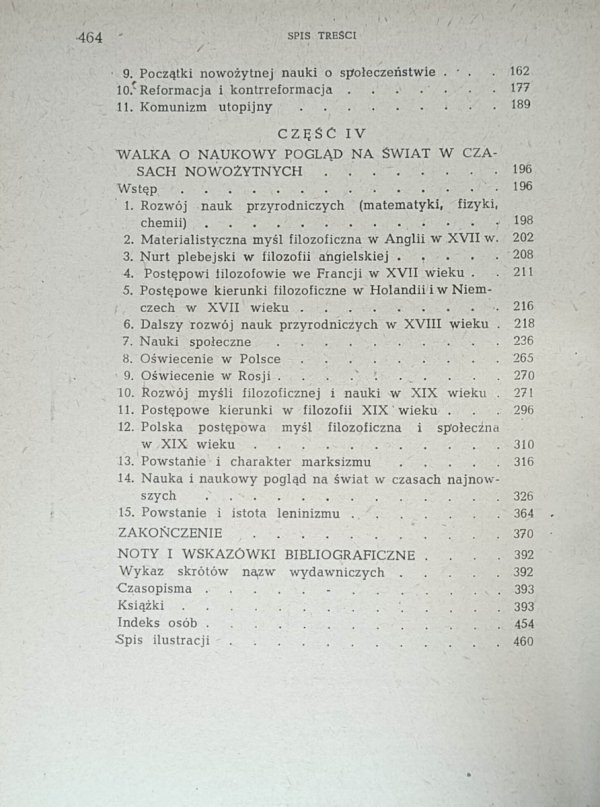 464 SPIS TREŚCI
9. Początki nowożytnej nauki o społeczeństwie . . . 162
10. Reformacja i kontrreformacja . . . . . . 177
11. Komunizm utopijny . . . . . . . . 189
CZĘŚĆ IV
WALKA O NAUKOWY POGLĄD NA ŚWIAT W CZA-
SACH NOWOŻYTNYCH . . . . . . . 196
Wstęp . . . . . . . . . . . . 196
1. Rozwój nauk przyrodniczych (matematyki, fizyki,
chemii) . . . . . . . . . . . . 198
2. Materialistyczna myśl filozoficzna w Anglii w XVII w. 202
3. Nurt plebejski w filozofii angielskiej . . . . . 208
4. Postępowi filozofowie we Francji w XVII wieku . . 211
5. Postępowe kierunki filozoficzne w Holandii i w Niem-
czech w XVII wieku . . . . . . . . 216
6. Dalszy rozwój nauk przyrodniczych w XVIII wieku . 218
7. Nauki społeczne . . . . . . . . . 236
8. Oświecenie w Polsce . . . . . . . . 265
9. Oświecenie w Rosji . . . . . . . . . 270
10. Rozwój myśli filozoficznej i nauki w XIX wieku . 271
11. Postępowe kierunki w filozofii XIX wieku . . . 296
12. Polska postępowa myśl filozoficzna i społeczna
w XIX wieku . . . . . . . . . . 310
13. Powstanie i charakter marksizmu . . . . . 316
14. Nauka i naukowy pogląd na świat w czasach najnow-
szych . . . . . . . . . . . . 326
15. Powstanie i istota leninizmu . . . . . . . 364
ZAKOŃCZENIE . . . . . . . . . . 370
NOTY I WSKAZÓWKI BIBLIOGRAFICZNE . . . . 392
Wykaz skrótów nazw wydawniczych . . . . 392
Czasopisma . . . . . . . . . . . 393
Książki . . . . . . . . . . . . 393
Indeks osób . . . . . . . . . . . 454
Spis ilustracji . . . . . . . . . . 460